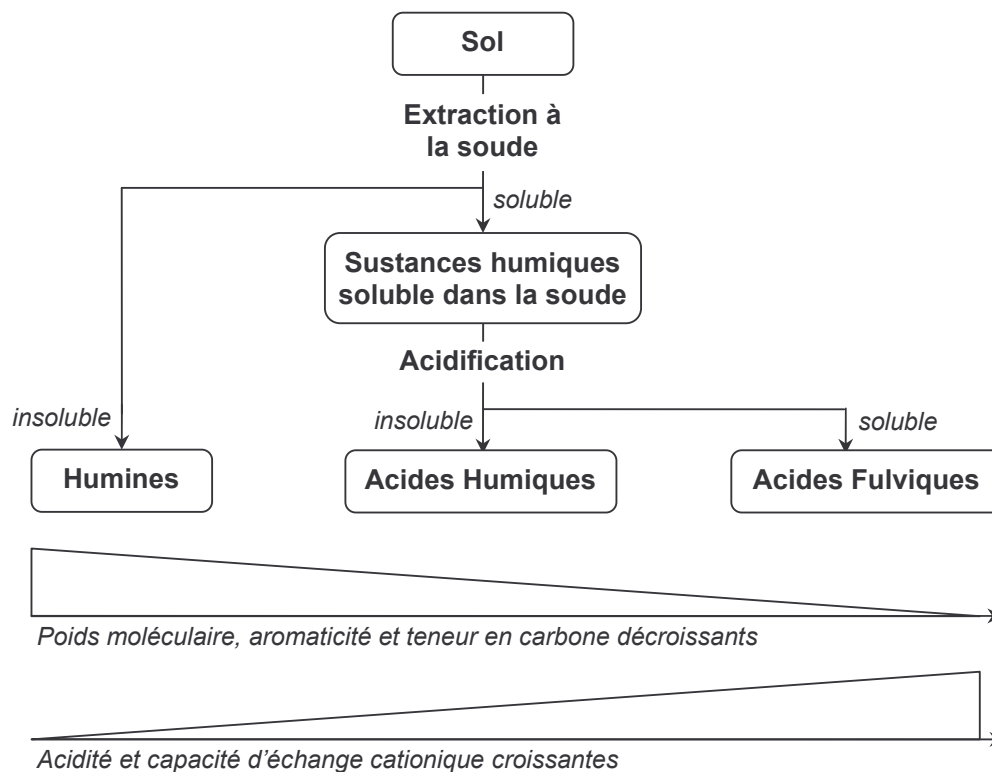 Sol
Extraction à
la soude
soluble
Sustances humiques
soluble dans la soude
Acidification
insoluble
insoluble
soluble
Humines
Acides Humiques
Acides Fulviques
Poids moléculaire, aromaticité et teneur en carbone décroissants
Acidité et capacité d'échange cationique croissantes